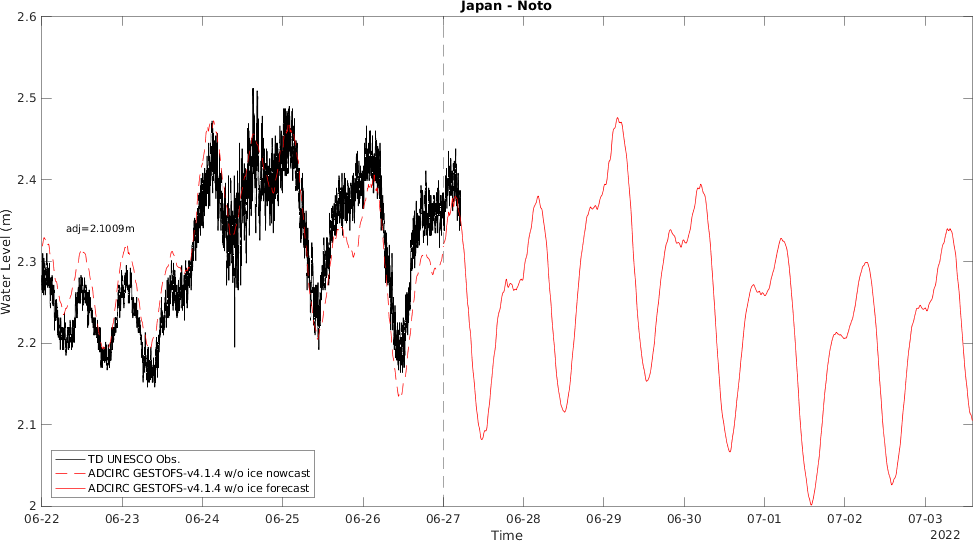 Japan - Noto
2.6
2.5
2.4
2.3
2.2
2.1
2
Water Level (m)
adj=2.1009m
TD UNESCO Obs.
ADCIRC GESTOFS-v4.1.4 w/o ice nowcast
ADCIRC GESTOFS-v4.1.4 w/o ice forecast
06-22 06-23 06-24 06-25 06-26 06-27 06-28 06-29 06-30 07-01 07-02 07-03
Time
2022